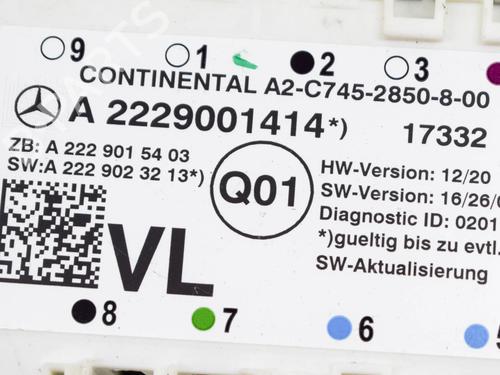 9 1 2 3
CONTINENTAL A2-C745-2850-8-00
A 2229001414*) 17332
ZB: A 222 901 54 03
SW:A 222 902 32 13*)
Q01
HW-Version: 12/20
SW-Version: 16/26/0
Diagnostic ID: 0201
*)gueltig bis zu evtl.
SW-Aktualisierung
VL
8 7 6 5